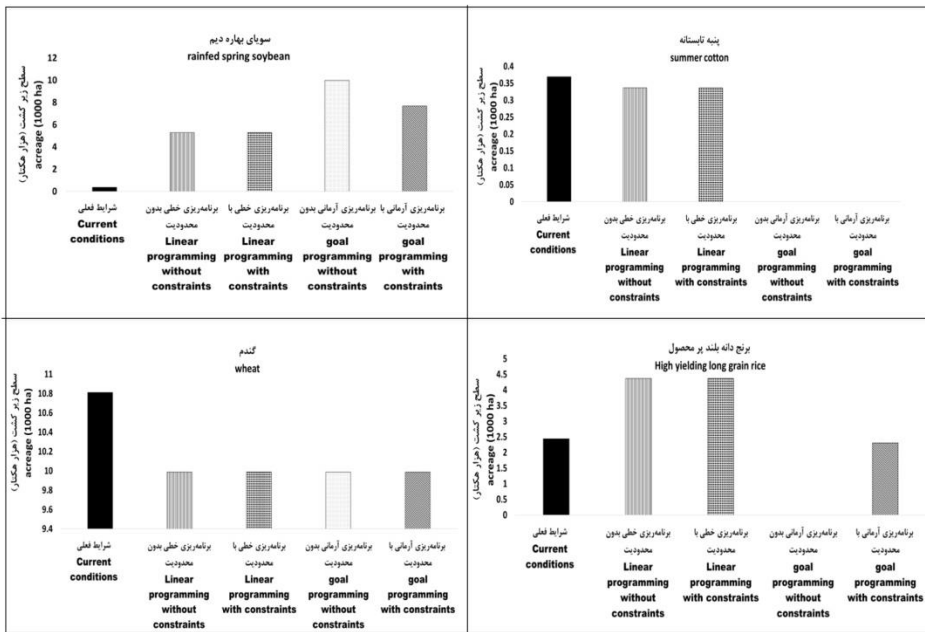 سویای بهاره دیم
rainfed spring soybean
سطح زیر کشت (هزار هکتار)
acreage (1000 ha)
12
10
8
6
4
2
0
شرایط فعلی
Current
conditions
برنامه‌ریزی خطی بدون
محدودیت
Linear
programming
without
constraints
برنامه‌ریزی خطی با
محدودیت
Linear
programming
with
constraints
برنامه‌ریزی آرمانی بدون
محدودیت
goal
programming
without
constraints
برنامه‌ریزی آرمانی با
محدودیت
goal
programming
with
constraints
پنبه تابستانه
summer cotton
سطح زیر کشت (هزار هکتار)
acreage (1000 ha)
0.4
0.35
0.3
0.25
0.2
0.15
0.1
0.05
0
شرایط فعلی
Current
conditions
برنامه‌ریزی خطی بدون
محدودیت
Linear
programming
without
constraints
برنامه‌ریزی خطی با
محدودیت
Linear
programming
with constraints
برنامه‌ریزی آرمانی بدون
محدودیت
goal
programming
without
constraints
برنامه‌ریزی آرمانی با
محدودیت
goal
programming
with constraints
گندم
wheat
سطح زیر کشت (هزار هکتار)
acreage (1000 ha)
11
10.8
10.6
10.4
10.2
10
9.8
9.6
9.4
شرایط فعلی
Current
conditions
برنامه‌ریزی خطی بدون
محدودیت
Linear
programming
without
constraints
برنامه‌ریزی خطی با
محدودیت
Linear
programming
with constraints
برنامه‌ریزی آرمانی بدون
محدودیت
goal
programming
without
constraints
برنامه‌ریزی آرمانی با
محدودیت
goal
programming
with constraints
برنج دانه بلند پر محصول
High yielding long grain rice
سطح زیر کشت (هزار هکتار)
acreage (1000 ha)
5
4.5
4
3.5
3
2.5
2
1.5
1
0.5
0
شرایط فعلی
Current
conditions
برنامه‌ریزی خطی بدون
محدودیت
Linear
programming
without
constraints
برنامه‌ریزی خطی با
محدودیت
Linear
programming
with constraints
برنامه‌ریزی آرمانی بدون
محدودیت
goal
programming
without
constraints
برنامه‌ریزی آرمانی با
محدودیت
goal
programming
with constraints